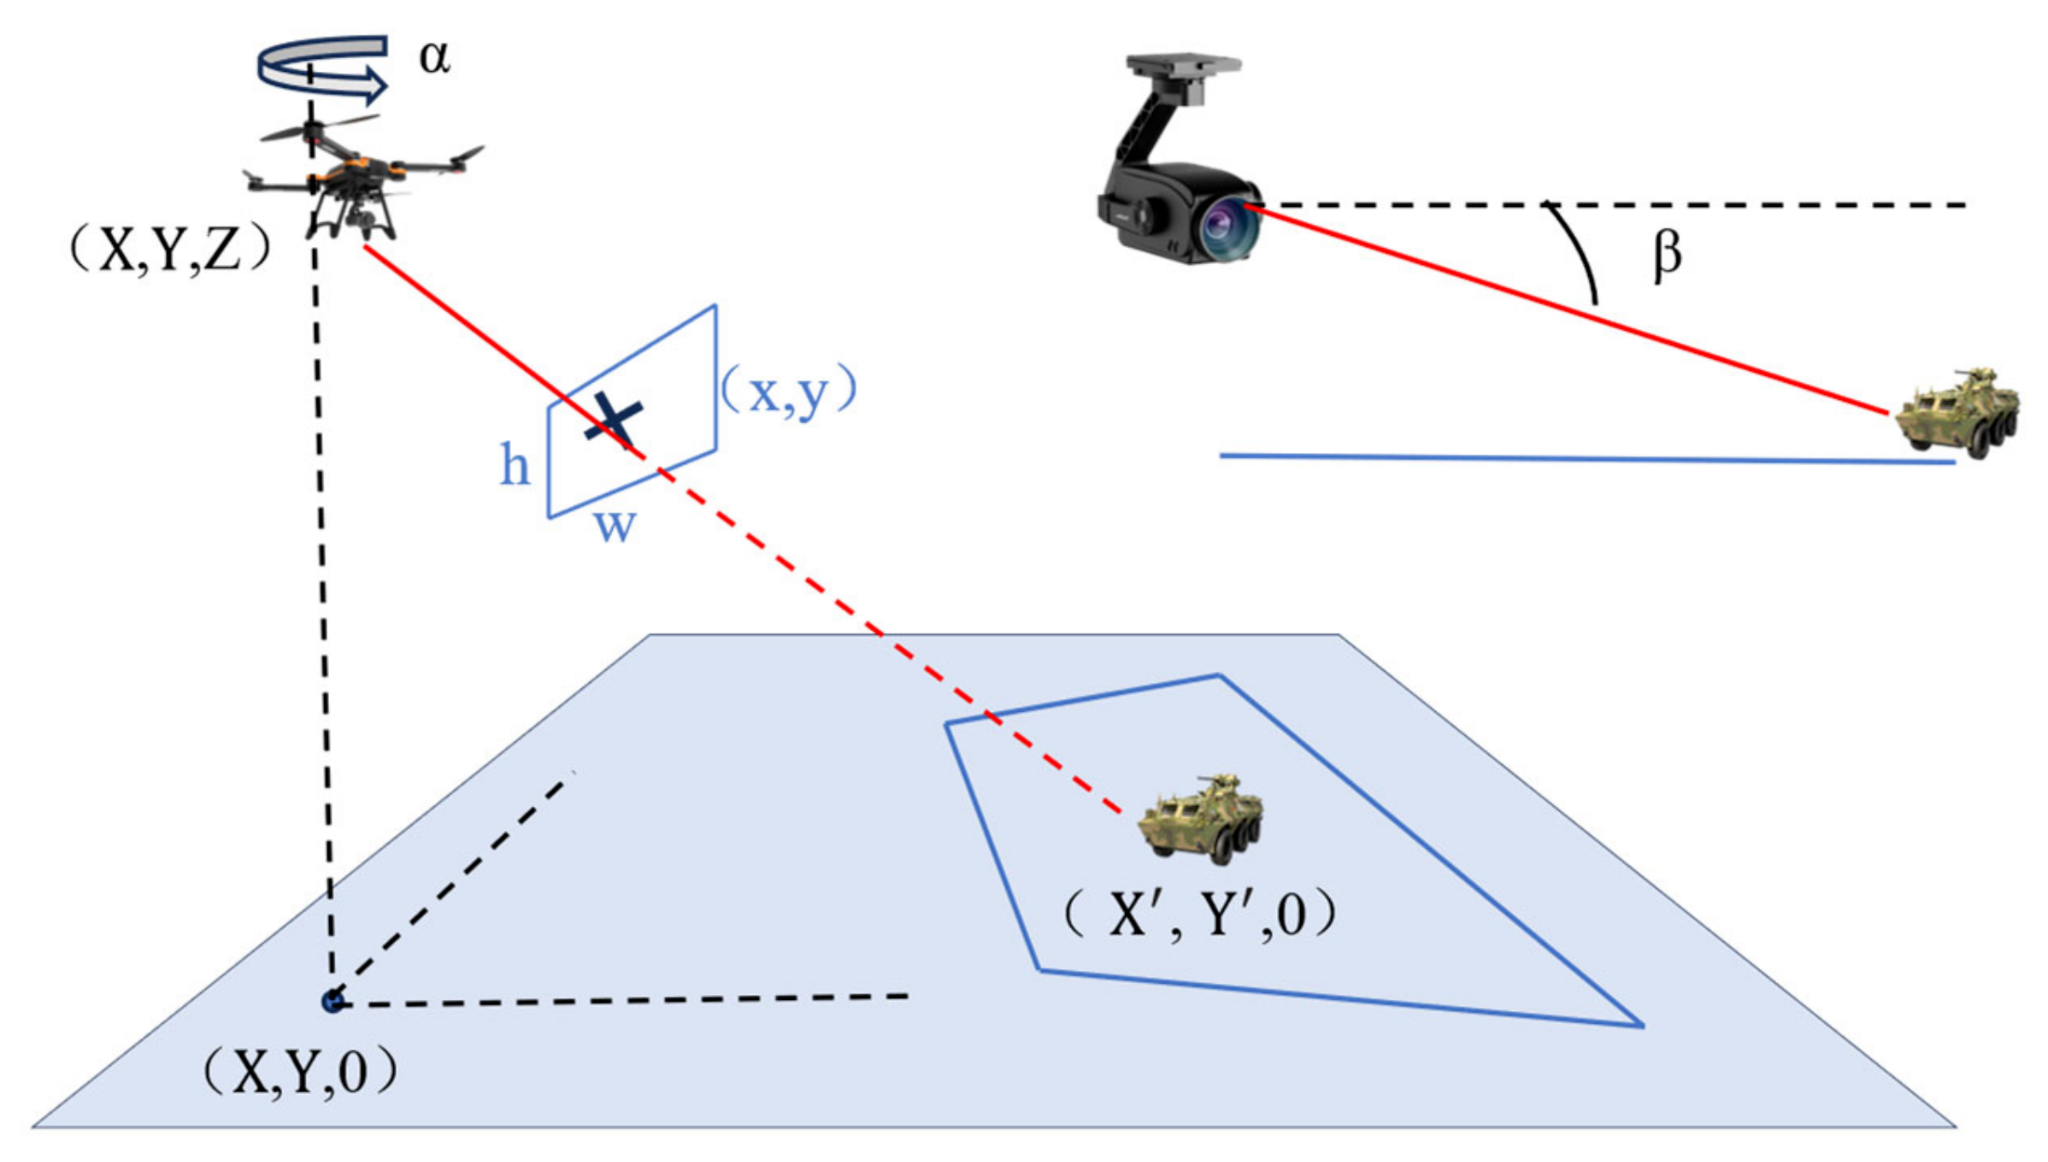 α
(X,Y,Z)
β
(x,y)
h
w
( X′, Y′,0)
(X,Y,0)